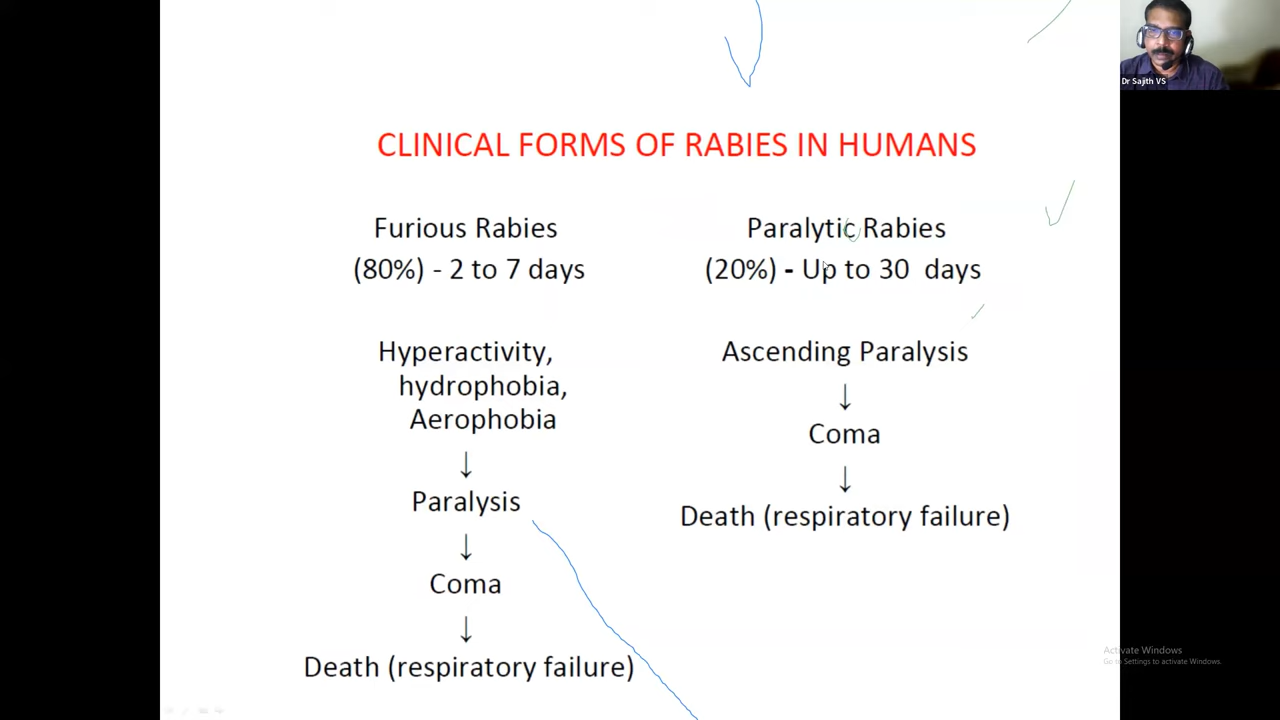 Dr Sajith VS
CLINICAL FORMS OF RABIES IN HUMANS
Furious Rabies
(80%) - 2 to 7 days
Hyperactivity,
hydrophobia,
Aerophobia
↓
Paralysis
↓
Coma
↓
Death (respiratory failure)
Paralytic Rabies
(20%) - Up to 30 days
Ascending Paralysis
↓
Coma
↓
Death (respiratory failure)
Activate Windows
Go to Settings to activate Windows.